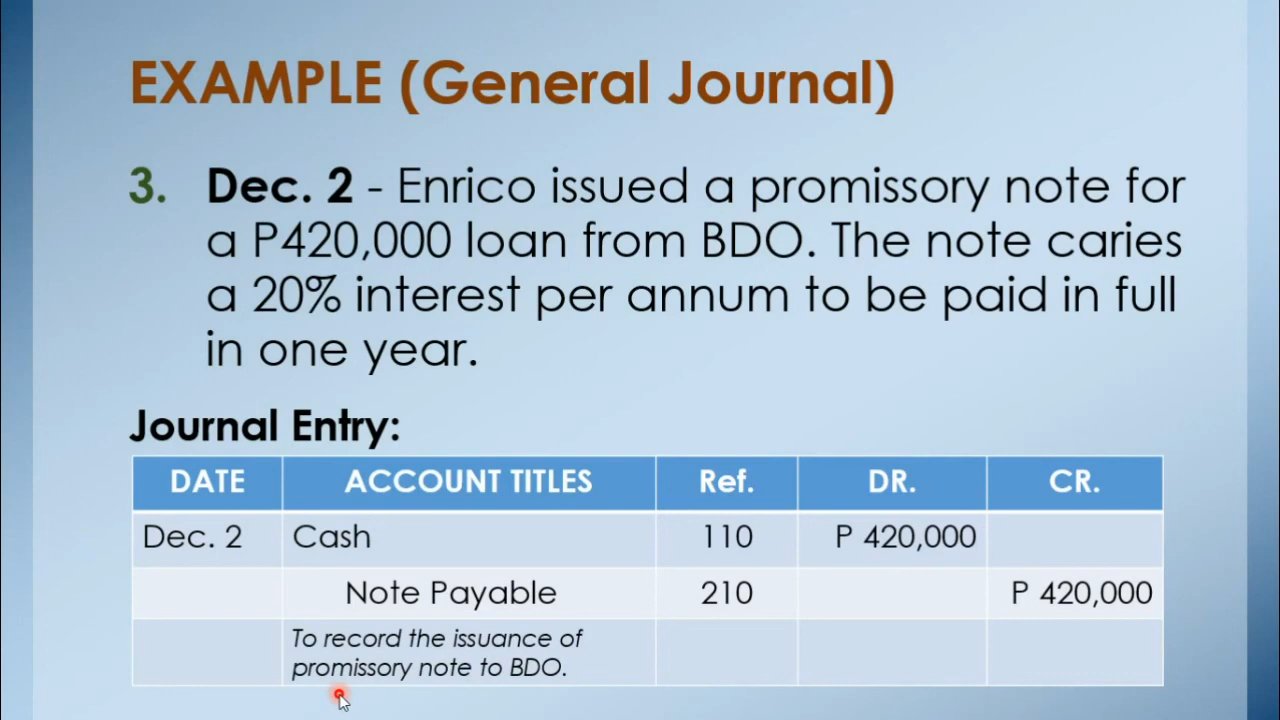 EXAMPLE (General Journal)
3. Dec. 2 - Enrico issued a promissory note for
a P420,000 loan from BDO. The note caries
a 20% interest per annum to be paid in full
in one year.
Journal Entry:
DATE ACCOUNT TITLES Ref. DR. CR.
Dec. 2 Cash 110 P 420,000
Note Payable 210 P 420,000
To record the issuance of
promissory note to BDO.